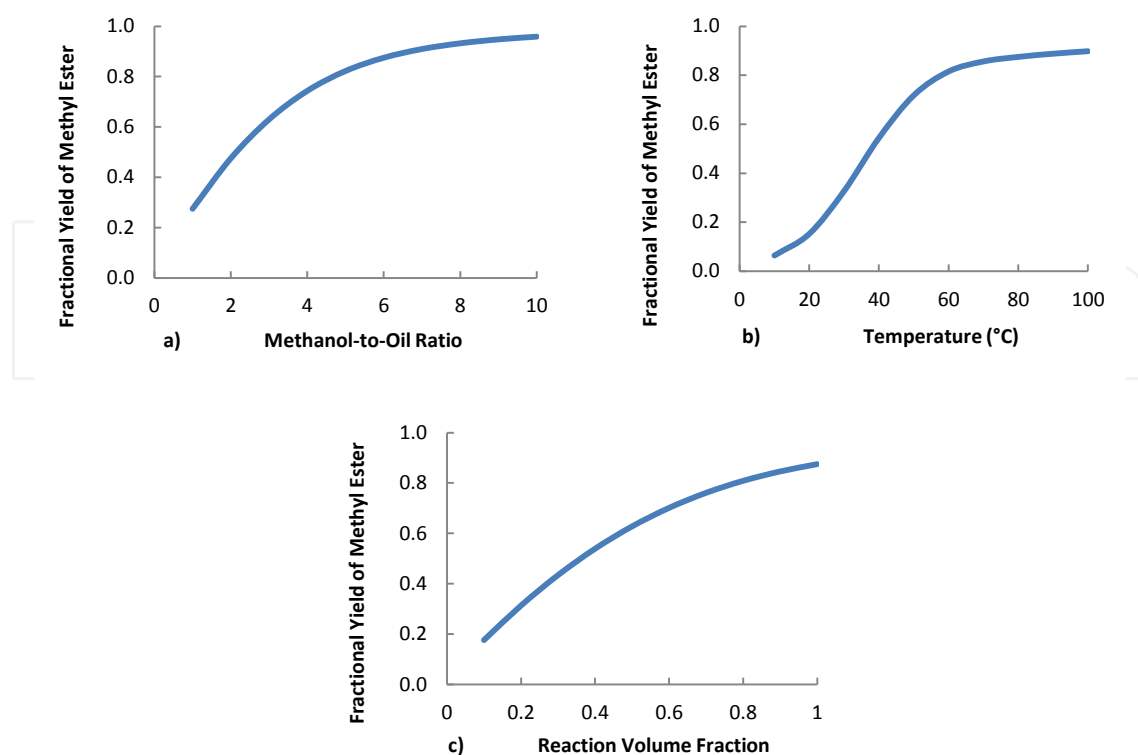 Fractional Yield of Methyl Ester
1.0
0.8
0.6
0.4
0.2
0.0
0 2 4 6 8 10
a) Methanol-to-Oil Ratio
Fractional Yield of Methyl Ester
1.0
0.8
0.6
0.4
0.2
0.0
0 20 40 60 80 100
b) Temperature (°C)
Fractional Yield of Methyl Ester
1.0
0.8
0.6
0.4
0.2
0.0
0 0.2 0.4 0.6 0.8 1
c) Reaction Volume Fraction